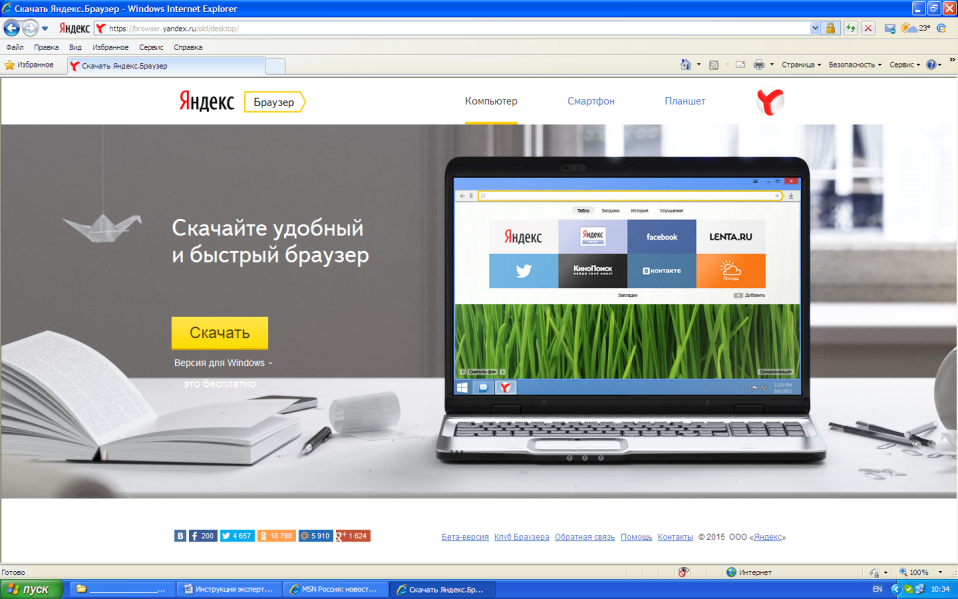 Скачать Яндекс.Браузер - Windows Internet Explorer
Яндекс https://browser.yandex.ru/old/desktop/ 23°
Файл Правка Вид Избранное Сервис Справка
Избранное Скачать Яндекс.Браузер Страница Безопасность Сервис
Яндекс Браузер Компьютер Смартфон Планшет
Скачайте удобный
и быстрый браузер
Скачать
Версия для Windows
это бесплатно
Табло Загрузки История Улучшения
Яндекс Яндекс facebook LENTA.RU
КиноПоиск вконтакте Погода
Закладки Добавить
200 4 657 18 798 5 910 g+ 1 624
Бета-версия Клуб Браузера Обратная связь Помощь Контакты © 2015 ООО «Яндекс»
Готово Интернет 100%
пуск Инструкция эксперт... MSN Россия: новост... Скачать Яндекс.Бр... EN 10:34